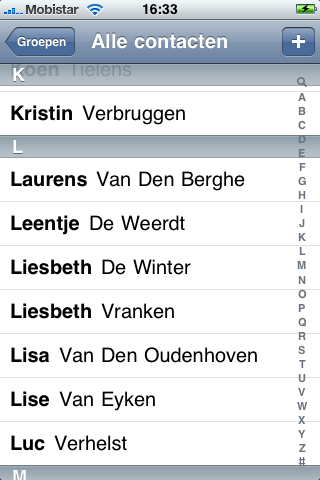 Mobistar 16:33
Groepen Alle contacten +
Koen Tielens
K
Kristin Verbruggen
L
Laurens Van Den Berghe
Leentje De Weerdt
Liesbeth De Winter
Liesbeth Vranken
Lisa Van Den Oudenhoven
Lise Van Eyken
Luc Verhelst
M
A
B
C
D
E
F
G
H
I
J
K
L
M
N
O
P
Q
R
S
T
U
V
W
X
Y
Z
#